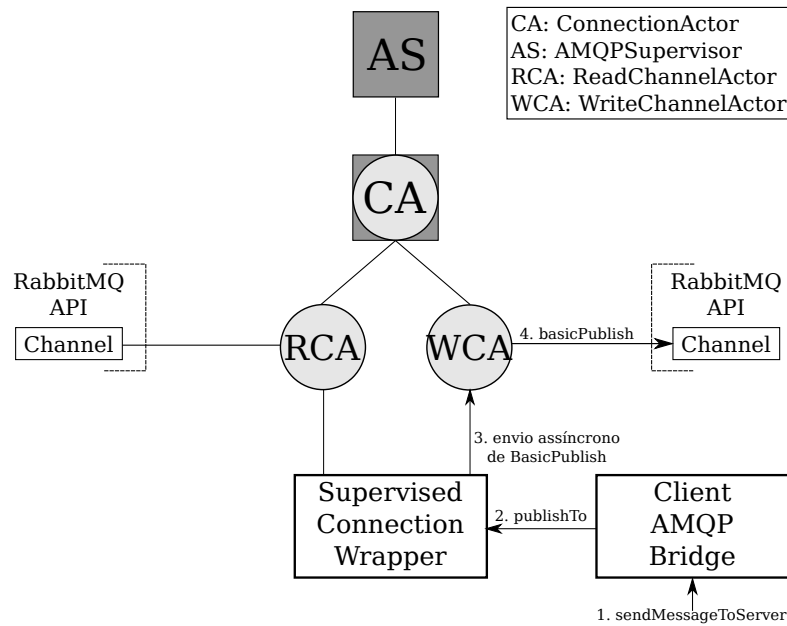 AS
CA: ConnectionActor
AS: AMQPSupervisor
RCA: ReadChannelActor
WCA: WriteChannelActor
CA
RabbitMQ
API
Channel
RCA
WCA
4. basicPublish
RabbitMQ
API
Channel
3. envio assíncrono
de BasicPublish
Supervised
Connection
Wrapper
2. publishTo
Client
AMQP
Bridge
1. sendMessageToServer